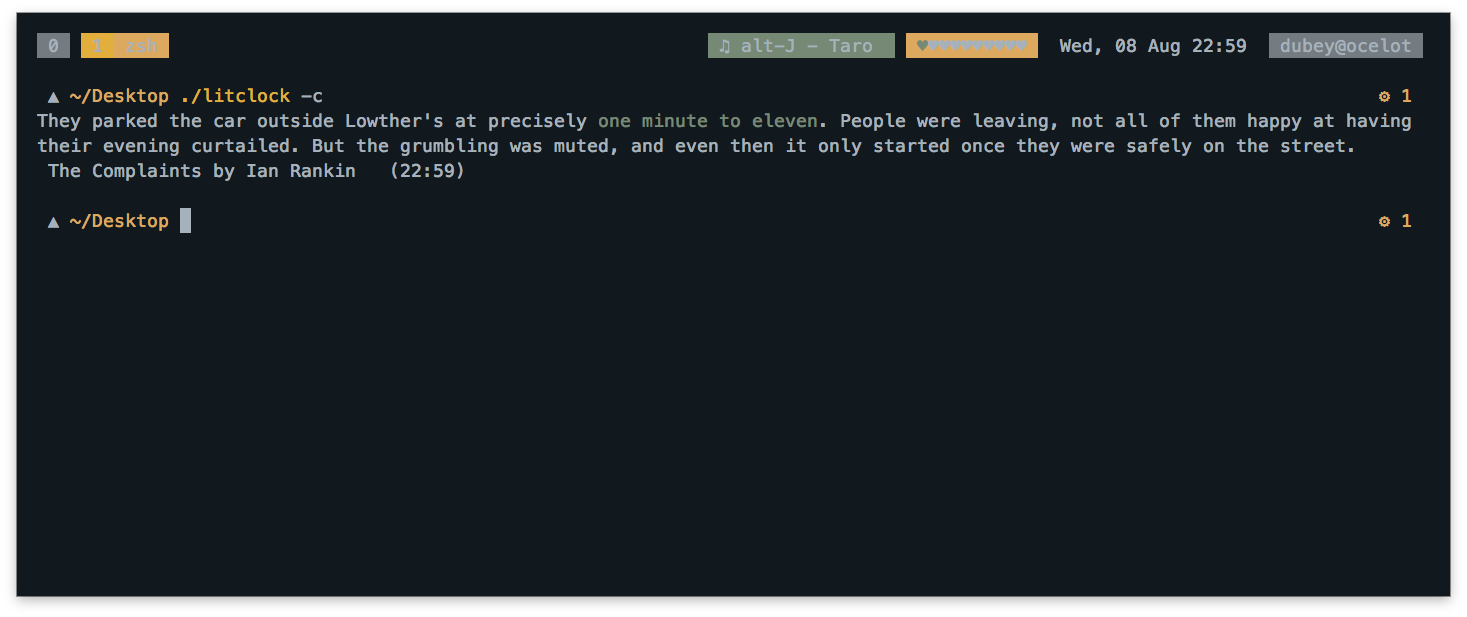 0 1 zsh ♫ alt-J - Taro ♥♥♥♥♥♥♥♥♥♥ Wed, 08 Aug 22:59 dubey@ocelot
▲ ~/Desktop ./litclock -c ⚙ 1
They parked the car outside Lowther's at precisely one minute to eleven. People were leaving, not all of them happy at having
their evening curtailed. But the grumbling was muted, and even then it only started once they were safely on the street.
The Complaints by Ian Rankin (22:59)
▲ ~/Desktop ⚙ 1